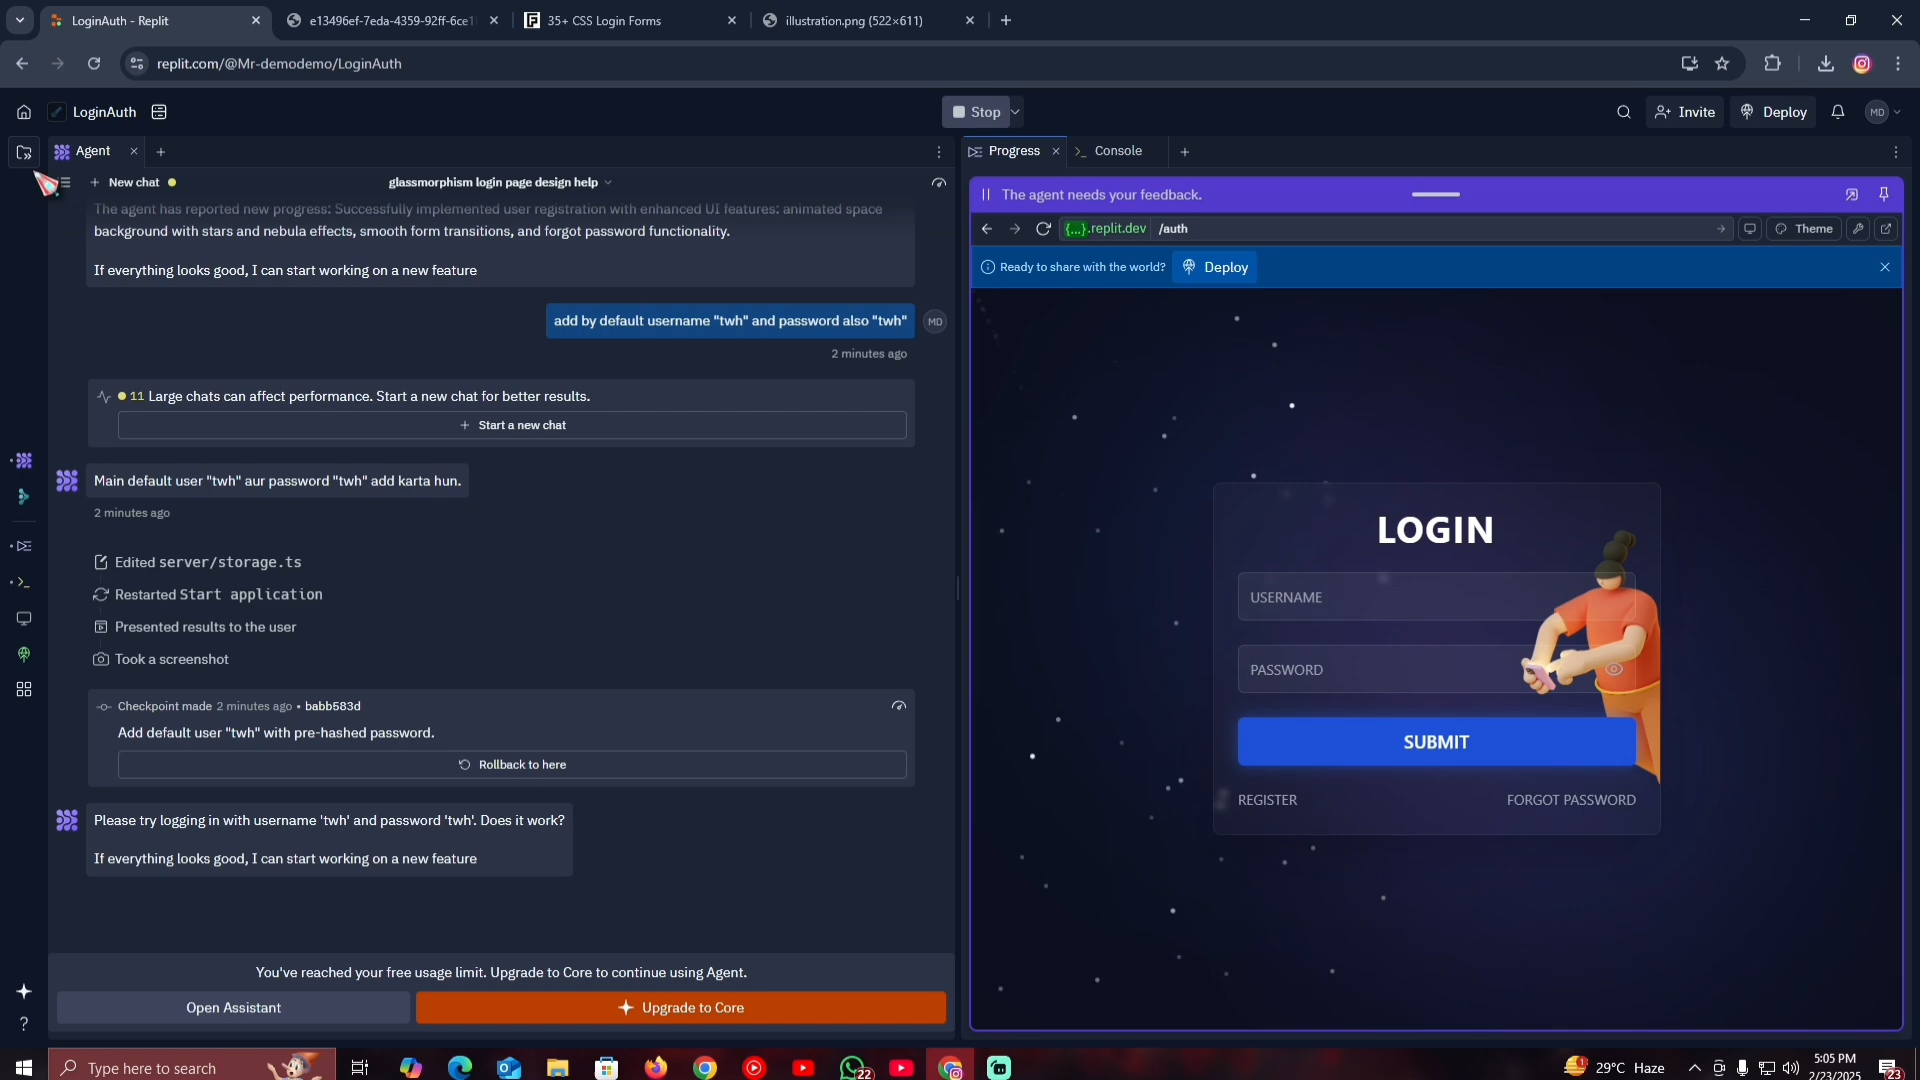 LoginAuth - Replit
e13496ef-7eda-4359-92ff-6ce1
35+ CSS Login Forms
illustration.png (522×611)
replit.com/@Mr-demodemo/LoginAuth
LoginAuth
Stop
Invite
Deploy
MD
Agent
Progress
Console
New chat
glassmorphism login page design help
The agent has reported new progress: Successfully implemented user registration with enhanced UI features: animated space
background with stars and nebula effects, smooth form transitions, and forgot password functionality.
If everything looks good, I can start working on a new feature
add by default username "twh" and password also "twh"
MD
2 minutes ago
11 Large chats can affect performance. Start a new chat for better results.
Start a new chat
Main default user "twh" aur password "twh" add karta hun.
2 minutes ago
Edited server/storage.ts
Restarted Start application
Presented results to the user
Took a screenshot
Checkpoint made 2 minutes ago • babb583d
Add default user "twh" with pre-hashed password.
Rollback to here
Please try logging in with username 'twh' and password 'twh'. Does it work?
If everything looks good, I can start working on a new feature
You've reached your free usage limit. Upgrade to Core to continue using Agent.
Open Assistant
Upgrade to Core
The agent needs your feedback.
{...}.replit.dev /auth
Theme
Ready to share with the world?
Deploy
LOGIN
USERNAME
PASSWORD
SUBMIT
REGISTER
FORGOT PASSWORD
Type here to search
22
1
29°C Haze
5:05 PM
2/23/2025
23